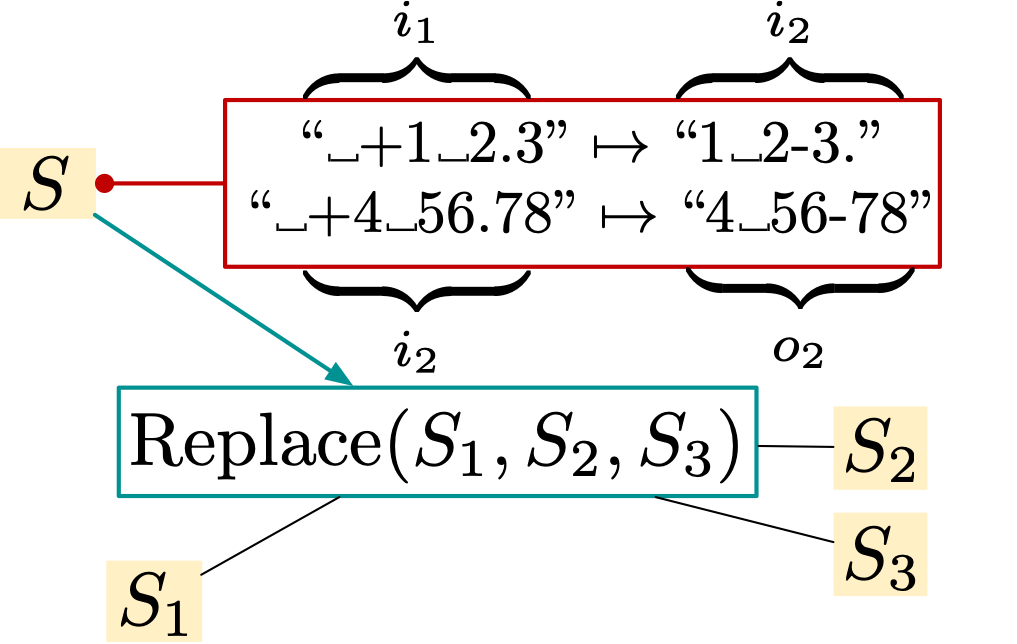 i₁ i₂
“␣+1␣2.3” ↦ “1␣2-3.”
S
“␣+4␣56.78” ↦ “4␣56-78”
i₂ o₂
Replace(S₁, S₂, S₃)
S₂
S₃
S₁